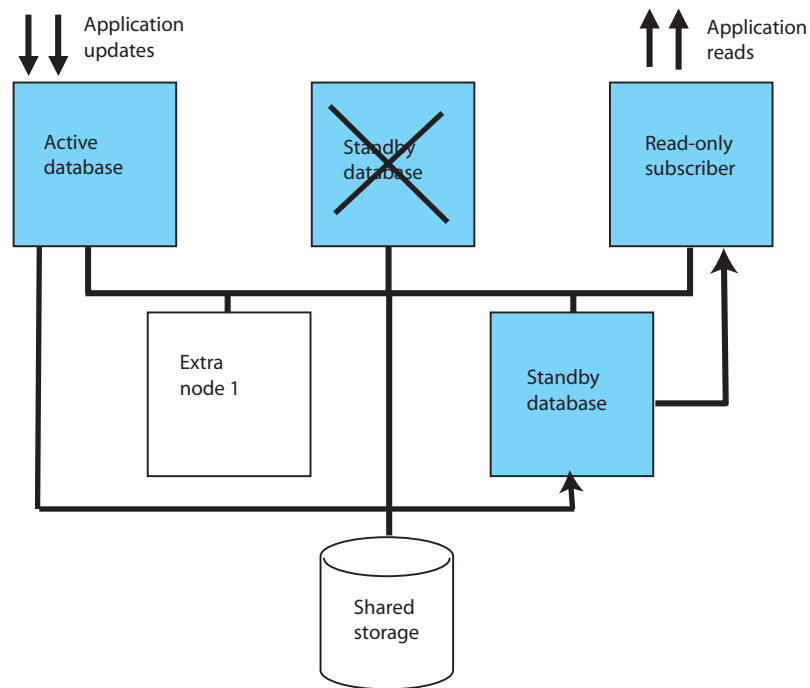 Application
updates
Application
reads
Active
database
Standby
database
Read-only
subscriber
Extra
node 1
Standby
database
Shared
storage